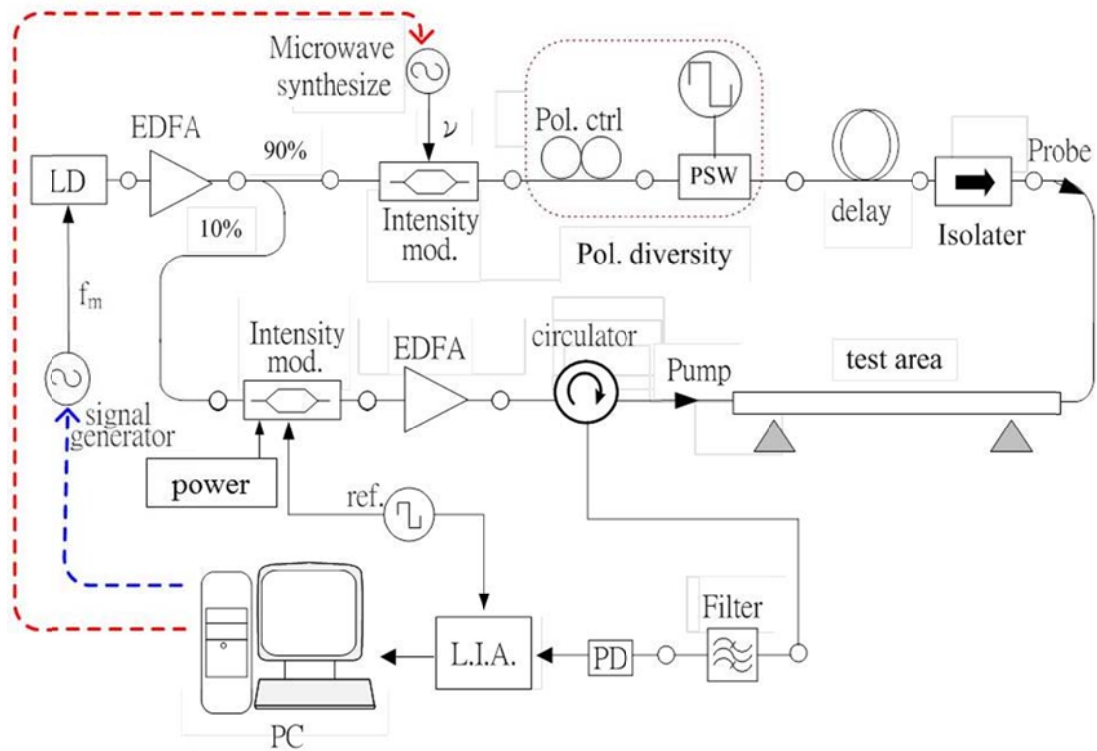 Microwave
synthesize
EDFA
90%
ν
Pol. ctrl
PSW
Probe
LD
10%
Intensity
mod.
delay
Isolater
Pol. diversity
fm
Intensity
mod.
EDFA
circulator
Pump
test area
signal
generator
power
ref.
Filter
L.I.A.
PD
PC